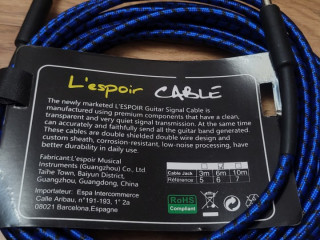 L'espoir CABLE
The newly marketed L'ESPOIR Guitar Signal Cable is
manufactured using premium components that have a clean,
transparent and very quiet signal transmission. At the same time
can accurately and faithfully send all the guitar band generated
These cables are double shielded double wire design and
custom sheath, corrosion-resistant, low-noise processing, have
better durability in daily use.
Fabricant:L'espoir Musical
Instruments (Guangzhou) Co., Ltd
Taihe Town, Baiyun District,
Guangzhou, Guangdong, China
Importateur: Espa Intercommerce
Calle Aribau, n°191-193, 1° 2a
08021 Barcelona.Espagne
Cable Jack 3m 6m 10m
Référence 5 6 7
RoHS
Compliant